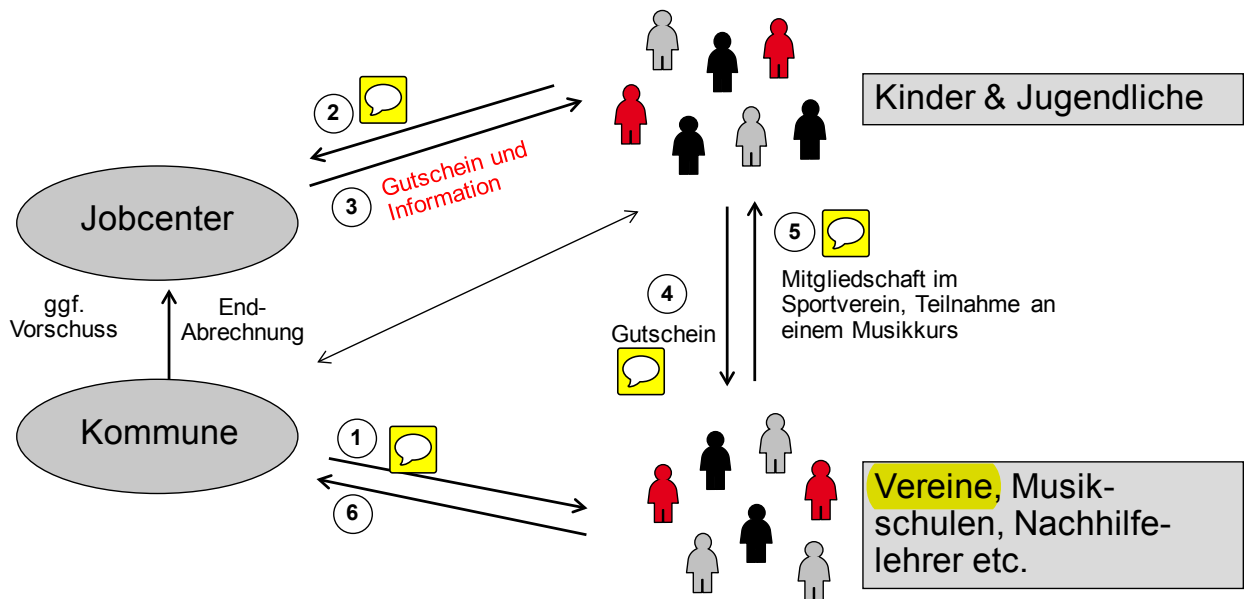 Kinder & Jugendliche
2
3
Gutschein und
Information
Jobcenter
ggf.
Vorschuss
End-
Abrechnung
4
Gutschein
5
Mitgliedschaft im
Sportverein, Teilnahme an
einem Musikkurs
Kommune
1
6
Vereine, Musik-
schulen, Nachhilfe-
lehrer etc.